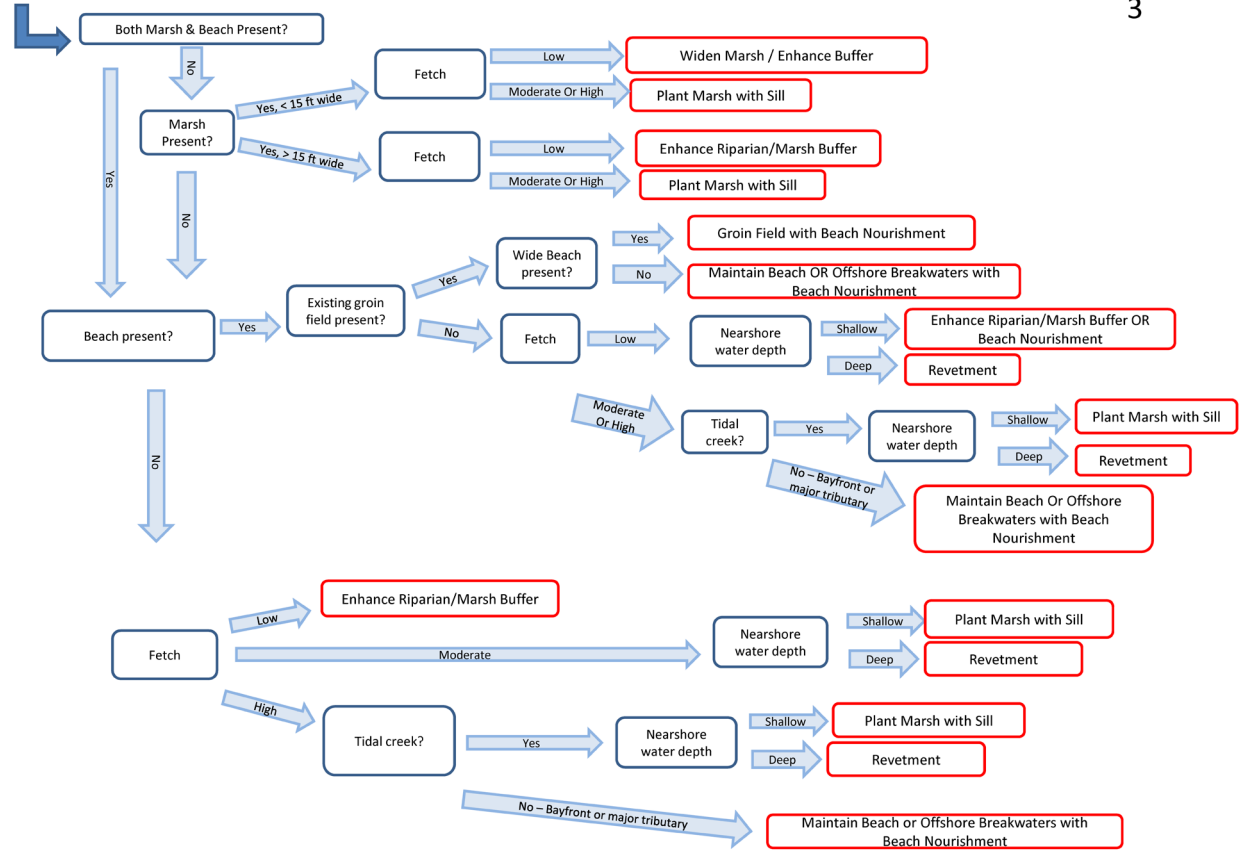 3
Both Marsh & Beach Present?
No
Yes
Marsh
Present?
Yes, < 15 ft wide
Fetch
Low
Widen Marsh / Enhance Buffer
Moderate Or High
Plant Marsh with Sill
Yes, > 15 ft wide
Fetch
Low
Enhance Riparian/Marsh Buffer
Moderate Or High
Plant Marsh with Sill
No
Beach present?
Yes
Existing groin
field present?
Yes
Wide Beach
present?
Yes
Groin Field with Beach Nourishment
No
Maintain Beach OR Offshore Breakwaters with
Beach Nourishment
No
Fetch
Low
Nearshore
water depth
Shallow
Enhance Riparian/Marsh Buffer OR
Beach Nourishment
Deep
Revetment
Moderate
Or High
Tidal
creek?
Yes
Nearshore
water depth
Shallow
Plant Marsh with Sill
Deep
Revetment
No – Bayfront or
major tributary
Maintain Beach Or Offshore
Breakwaters with Beach
Nourishment
No
Fetch
Low
Enhance Riparian/Marsh Buffer
Moderate
Nearshore
water depth
Shallow
Plant Marsh with Sill
Deep
Revetment
High
Tidal creek?
Yes
Nearshore
water depth
Shallow
Plant Marsh with Sill
Deep
Revetment
No – Bayfront or major tributary
Maintain Beach or Offshore Breakwaters with
Beach Nourishment